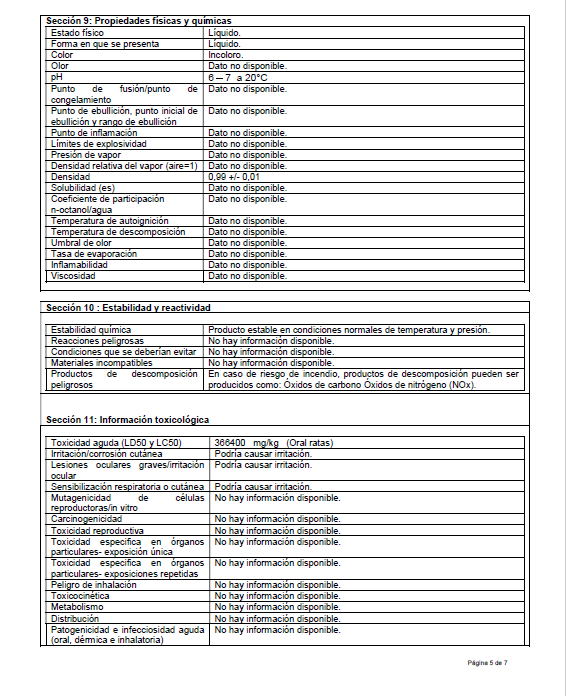 Sección 9: Propiedades físicas y químicas
Estado físico Líquido.
Forma en que se presenta Líquido.
Color Incoloro.
Olor Dato no disponible.
pH 6 – 7 a 20°C
Punto de fusión/punto de Dato no disponible.
congelamiento
Punto de ebullición, punto inicial de Dato no disponible.
ebullición y rango de ebullición
Punto de inflamación Dato no disponible.
Límites de explosividad Dato no disponible.
Presión de vapor Dato no disponible.
Densidad relativa del vapor (aire=1) Dato no disponible.
Densidad 0,99 +/- 0,01
Solubilidad (es) Dato no disponible.
Coeficiente de participación Dato no disponible.
n-octanol/agua
Temperatura de autoignición Dato no disponible.
Temperatura de descomposición Dato no disponible.
Umbral de olor Dato no disponible.
Tasa de evaporación Dato no disponible.
Inflamabilidad Dato no disponible.
Viscosidad Dato no disponible.
Sección 10 : Estabilidad y reactividad
Estabilidad química Producto estable en condiciones normales de temperatura y presión.
Reacciones peligrosas No hay información disponible.
Condiciones que se deberían evitar No hay información disponible.
Materiales incompatibles No hay información disponible.
Productos de descomposición En caso de riesgo de incendio, productos de descomposición pueden ser
peligrosos producidos como: Óxidos de carbono Óxidos de nitrógeno (NOx).
Sección 11: Información toxicológica
Toxicidad aguda (LD50 y LC50) 366400 mg/kg (Oral ratas)
Irritación/corrosión cutánea Podría causar irritación.
Lesiones oculares graves/irritación Podría causar irritación.
ocular
Sensibilización respiratoria o cutánea Podría causar irritación.
Mutagenicidad de células No hay información disponible.
reproductoras/in vitro
Carcinogenicidad No hay información disponible.
Toxicidad reproductiva No hay información disponible.
Toxicidad especifica en órganos No hay información disponible.
particulares- exposición única
Toxicidad especifica en órganos No hay información disponible.
particulares- exposiciones repetidas
Peligro de inhalación No hay información disponible.
Toxicocinética No hay información disponible.
Metabolismo No hay información disponible.
Distribución No hay información disponible.
Patogenicidad e infecciosidad aguda No hay información disponible.
(oral, dérmica e inhalatoria)
Página 5 de 7